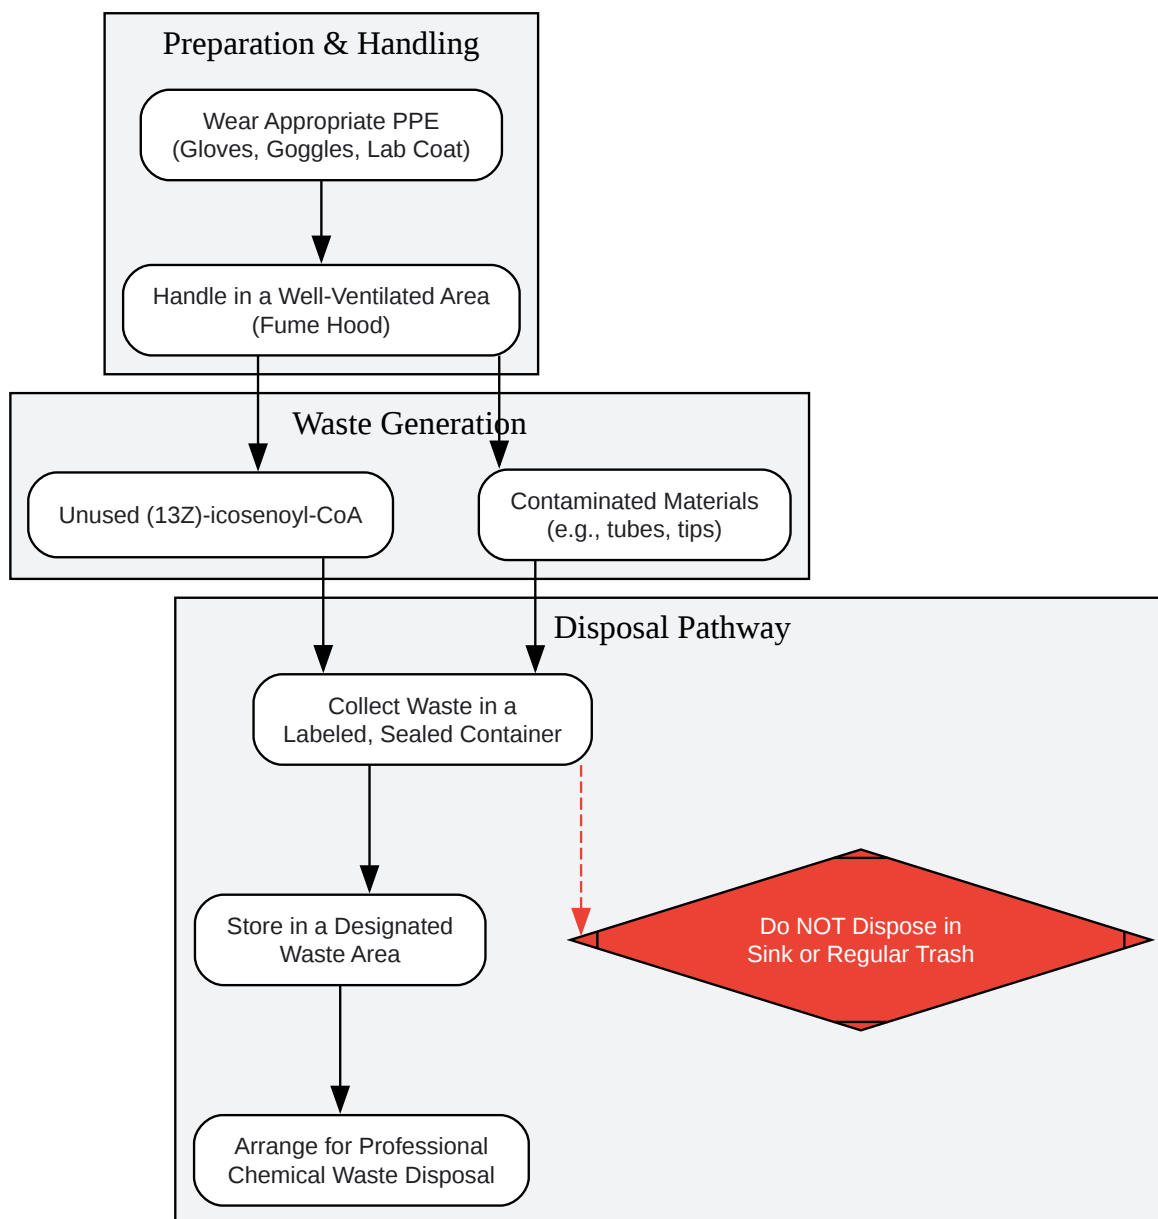 Preparation & Handling
Wear Appropriate PPE
(Gloves, Goggles, Lab Coat)
Handle in a Well-Ventilated Area
(Fume Hood)
Waste Generation
Unused (13Z)-icosenoyl-CoA
Contaminated Materials
(e.g., tubes, tips)
Disposal Pathway
Collect Waste in a
Labeled, Sealed Container
Store in a Designated
Waste Area
Do NOT Dispose in
Sink or Regular Trash
Arrange for Professional
Chemical Waste Disposal